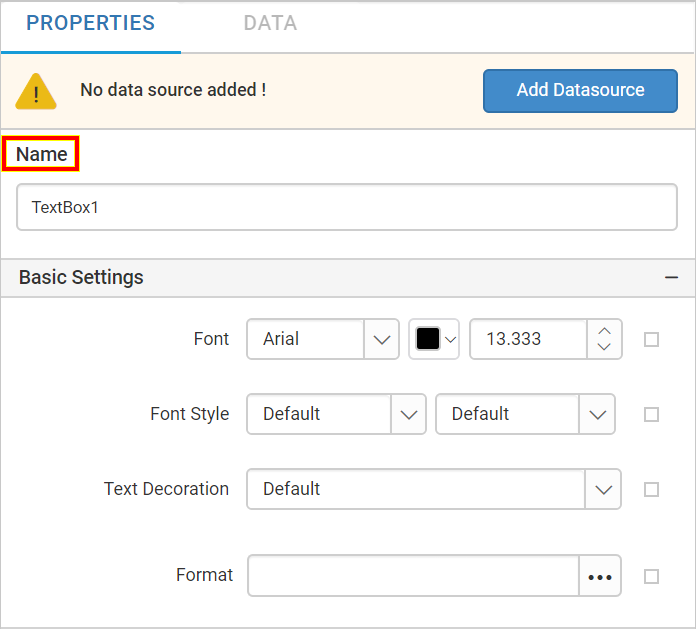 PROPERTIES DATA
No data source added ! Add Datasource
Name
TextBox1
Basic Settings
Font Arial 13.333
Font Style Default Default
Text Decoration Default
Format